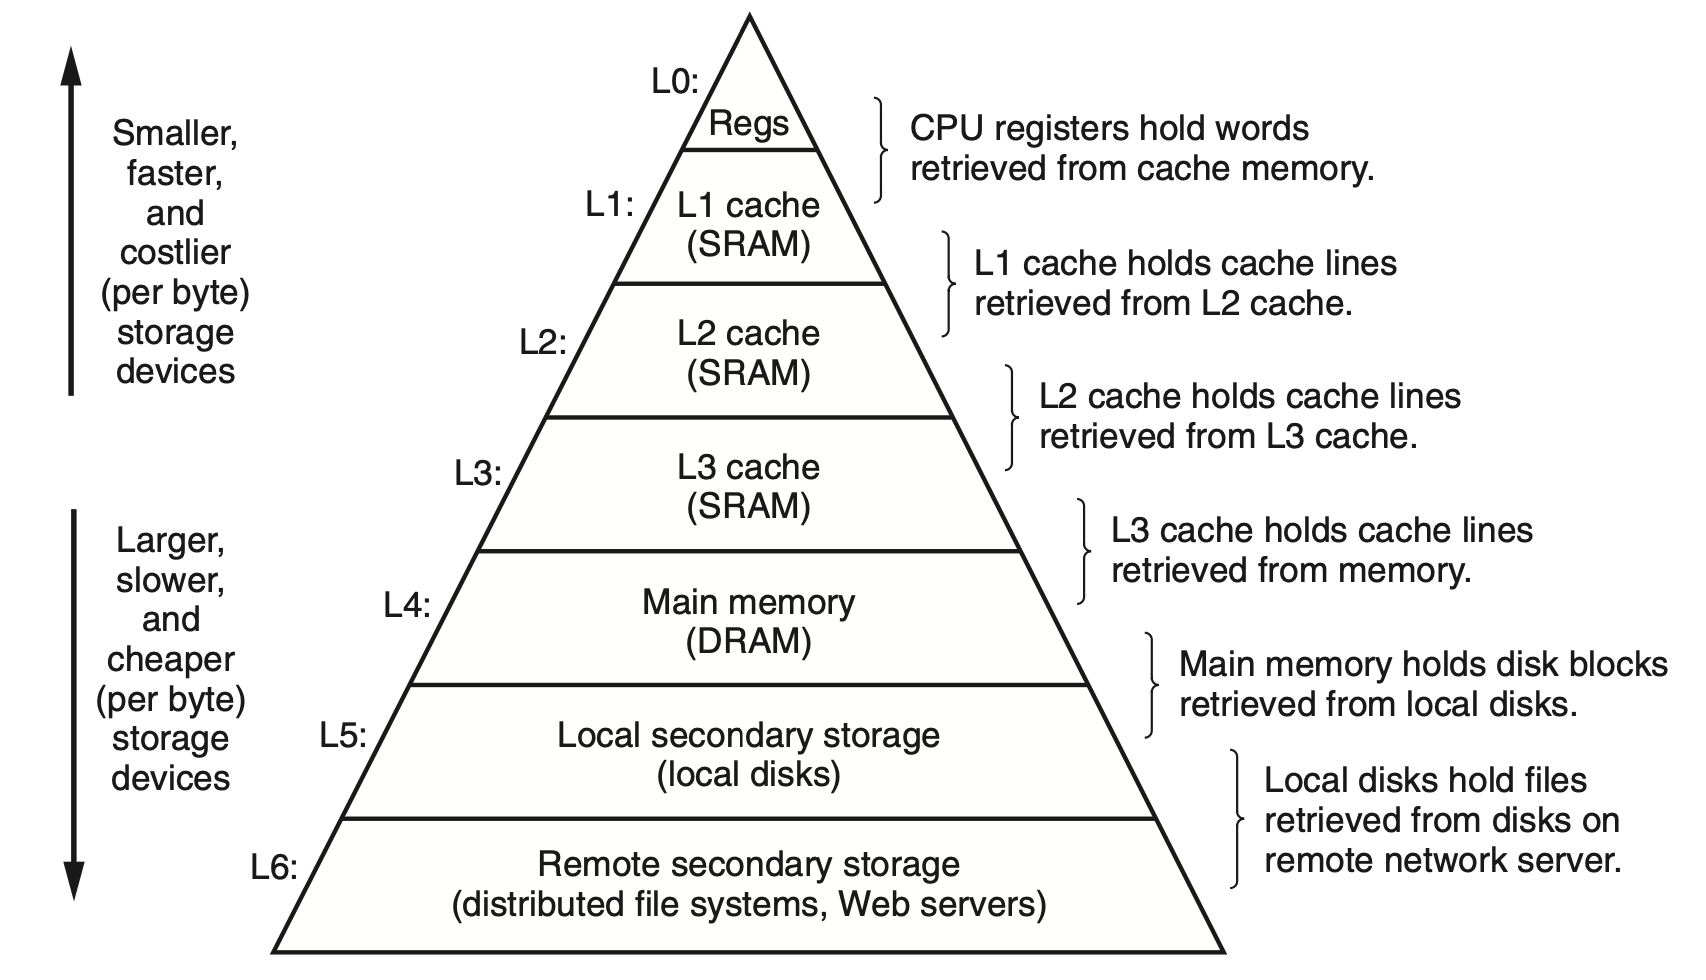 L0:
Regs
CPU registers hold words
retrieved from cache memory.
Smaller,
faster,
and
costlier
(per byte)
storage
devices
L1:
L1 cache
(SRAM)
L1 cache holds cache lines
retrieved from L2 cache.
L2:
L2 cache
(SRAM)
L2 cache holds cache lines
retrieved from L3 cache.
L3:
L3 cache
(SRAM)
L3 cache holds cache lines
retrieved from memory.
Larger,
slower,
and
cheaper
(per byte)
storage
devices
L4:
Main memory
(DRAM)
Main memory holds disk blocks
retrieved from local disks.
L5:
Local secondary storage
(local disks)
Local disks hold files
retrieved from disks on
remote network server.
L6:
Remote secondary storage
(distributed file systems, Web servers)